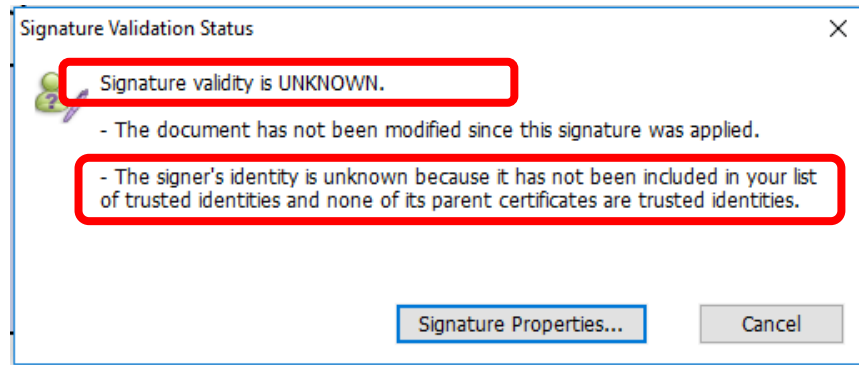 Signature Validation Status
Signature validity is UNKNOWN.
- The document has not been modified since this signature was applied.
- The signer's identity is unknown because it has not been included in your list
of trusted identities and none of its parent certificates are trusted identities.
Signature Properties...
Cancel